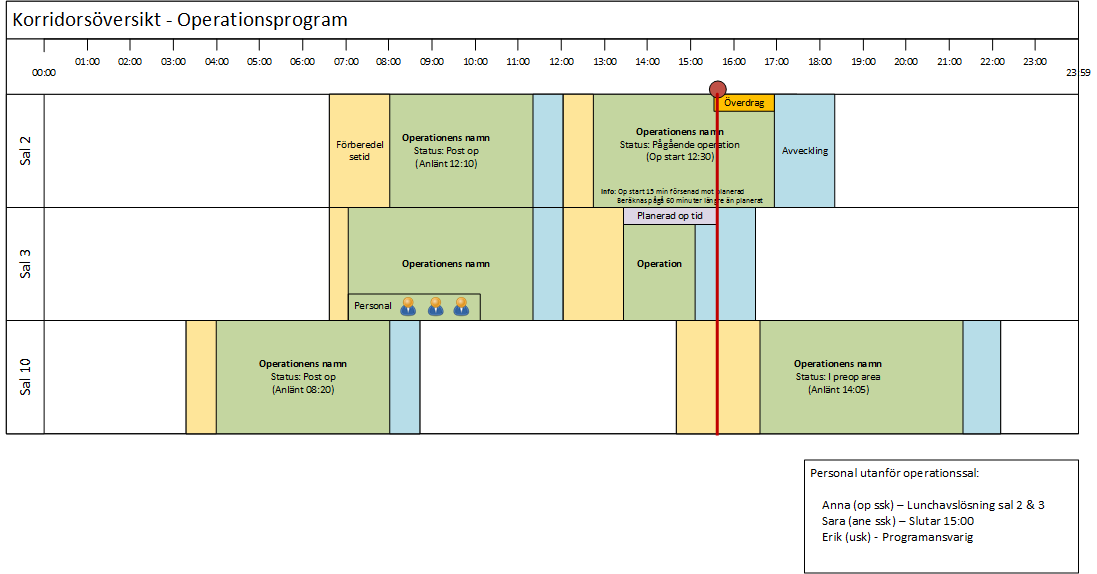 Korridorsöversikt - Operationsprogram
00:00 01:00 02:00 03:00 04:00 05:00 06:00 07:00 08:00 09:00 10:00 11:00 12:00 13:00 14:00 15:00 16:00 17:00 18:00 19:00 20:00 21:00 22:00 23:00 23:59
Sal 2
Förberedel
setid
Operationens namn
Status: Post op
(Anlänt 12:10)
Överdrag
Operationens namn
Status: Pågående operation
(Op start 12:30)
Info: Op start 15 min försenad mot planerad
Beräknas pågå 60 minuter längre än planerat
Avveckling
Sal 3
Operationens namn
Personal
Planerad op tid
Operation
Sal 10
Operationens namn
Status: Post op
(Anlänt 08:20)
Operationens namn
Status: I preop area
(Anlänt 14:05)
Personal utanför operationssal:
Anna (op ssk) – Lunchavslösning sal 2 & 3
Sara (ane ssk) – Slutar 15:00
Erik (usk) - Programansvarig